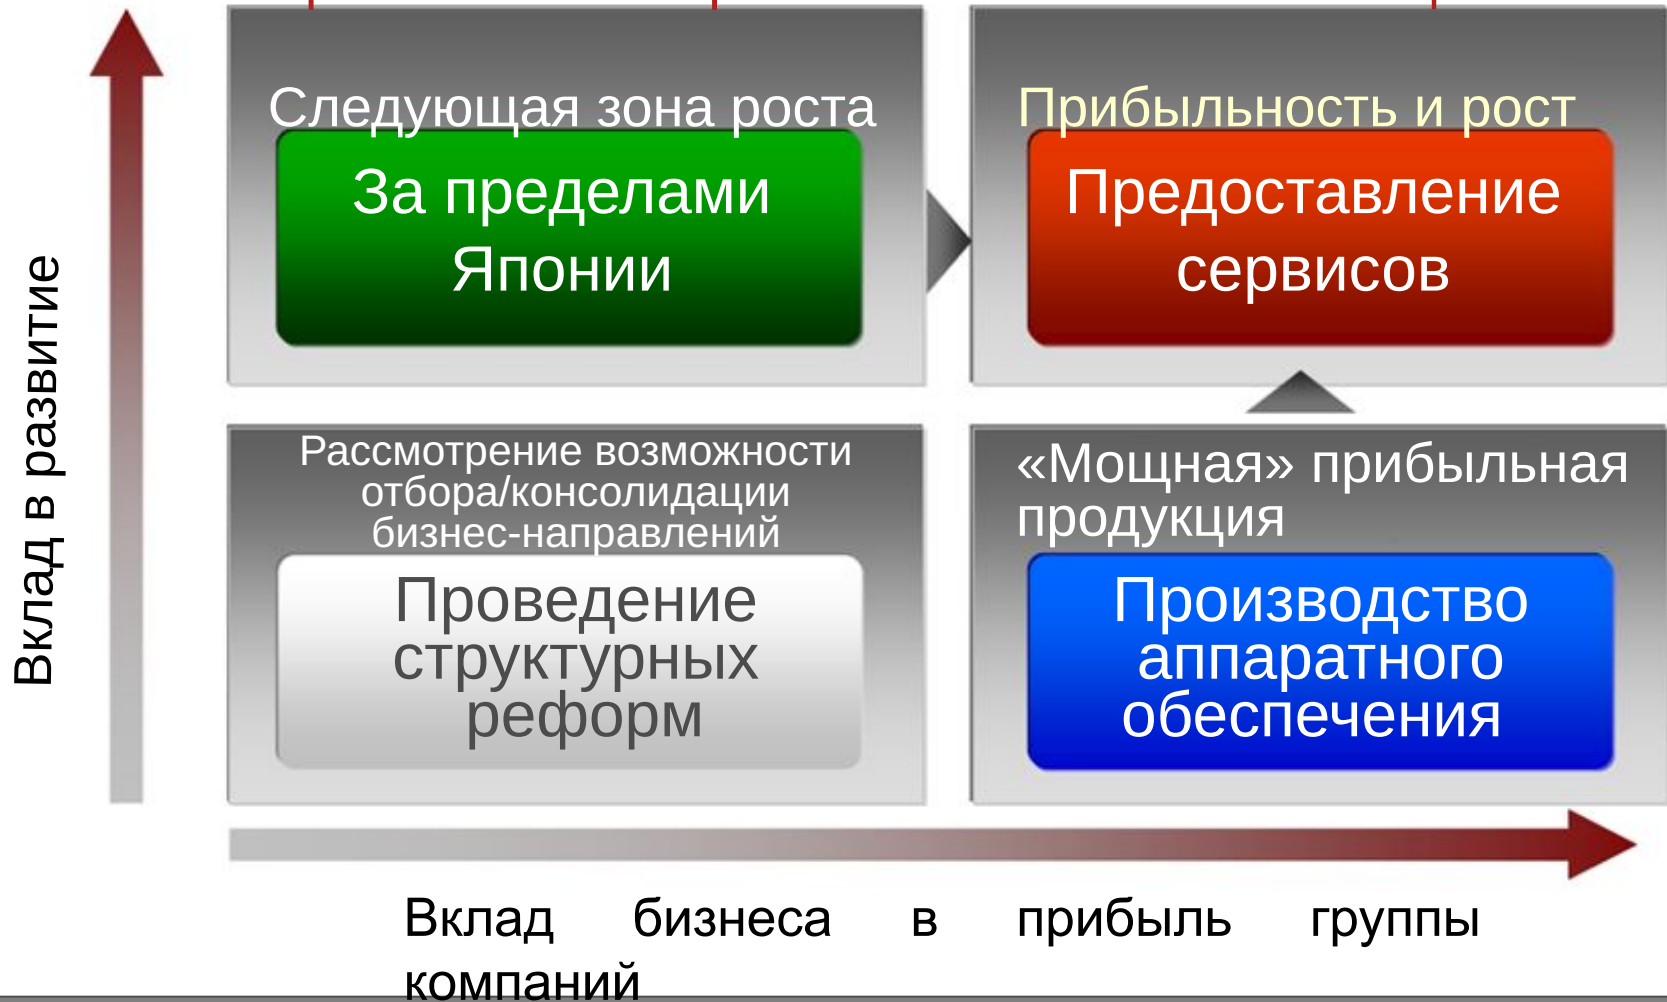 Вклад в развитие
Следующая зона роста
За пределами
Японии
Прибыльность и рост
Предоставление
сервисов
Рассмотрение возможности
отбора/консолидации
бизнес-направлений
Проведение
структурных
реформ
«Мощная» прибыльная
продукция
Производство
аппаратного
обеспечения
Вклад бизнеса в прибыль группы
компаний